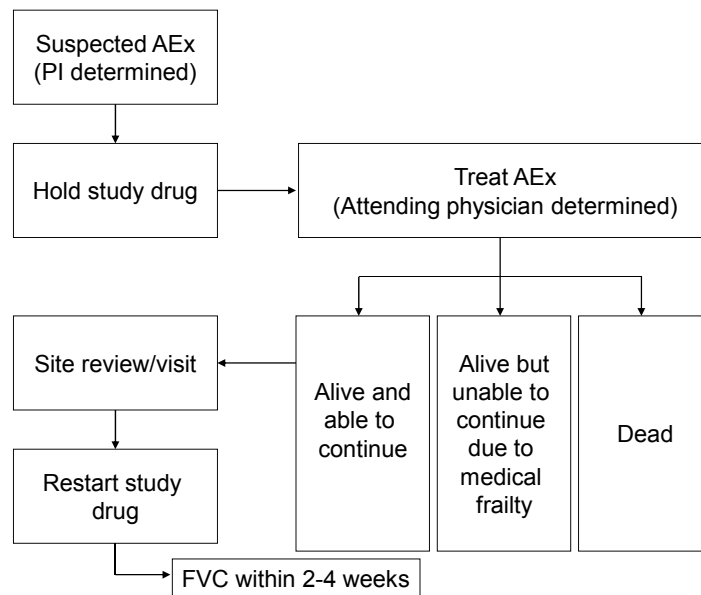 Suspected AEx
(PI determined)
Hold study drug
Treat AEx
(Attending physician determined)
Site review/visit
Alive and
able to
continue
Alive but
unable to
continue
due to
medical
frailty
Dead
Restart study
drug
FVC within 2-4 weeks